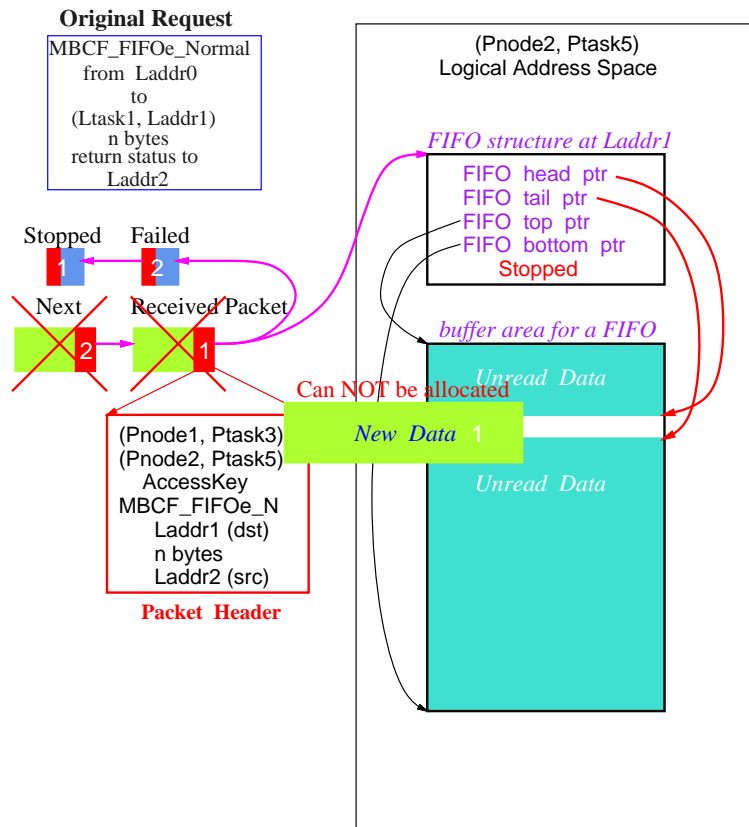 Original Request
MBCF_FIFOe_Normal
from Laddr0
to
(Ltask1, Laddr1)
n bytes
return status to
Laddr2
(Pnode2, Ptask5)
Logical Address Space
FIFO structure at Laddr1
FIFO head ptr
FIFO tail ptr
FIFO top ptr
FIFO bottom ptr
Stopped
Stopped
Failed
1
2
Next
Received Packet
2
1
buffer area for a FIFO
Unread Data
Can NOT be allocated
New Data 1
Unread Data
(Pnode1, Ptask3)
(Pnode2, Ptask5)
AccessKey
MBCF_FIFOe_N
Laddr1 (dst)
n bytes
Laddr2 (src)
Packet Header